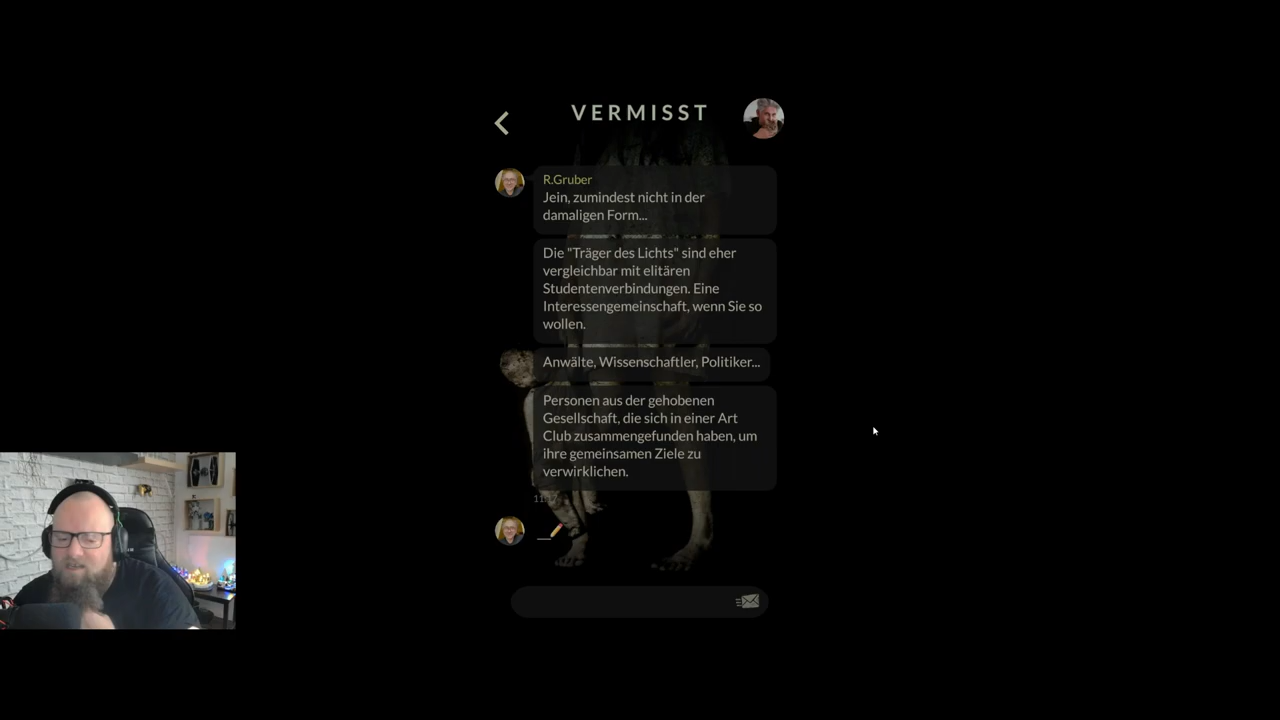 VERMISST
R.Gruber
Jein, zumindest nicht in der
damaligen Form...
Die "Träger des Lichts" sind eher
vergleichbar mit elitären
Studentenverbindungen. Eine
Interessengemeinschaft, wenn Sie so
wollen.
Anwälte, Wissenschaftler, Politiker...
Personen aus der gehobenen
Gesellschaft, die sich in einer Art
Club zusammengefunden haben, um
ihre gemeinsamen Ziele zu
verwirklichen.
11:17